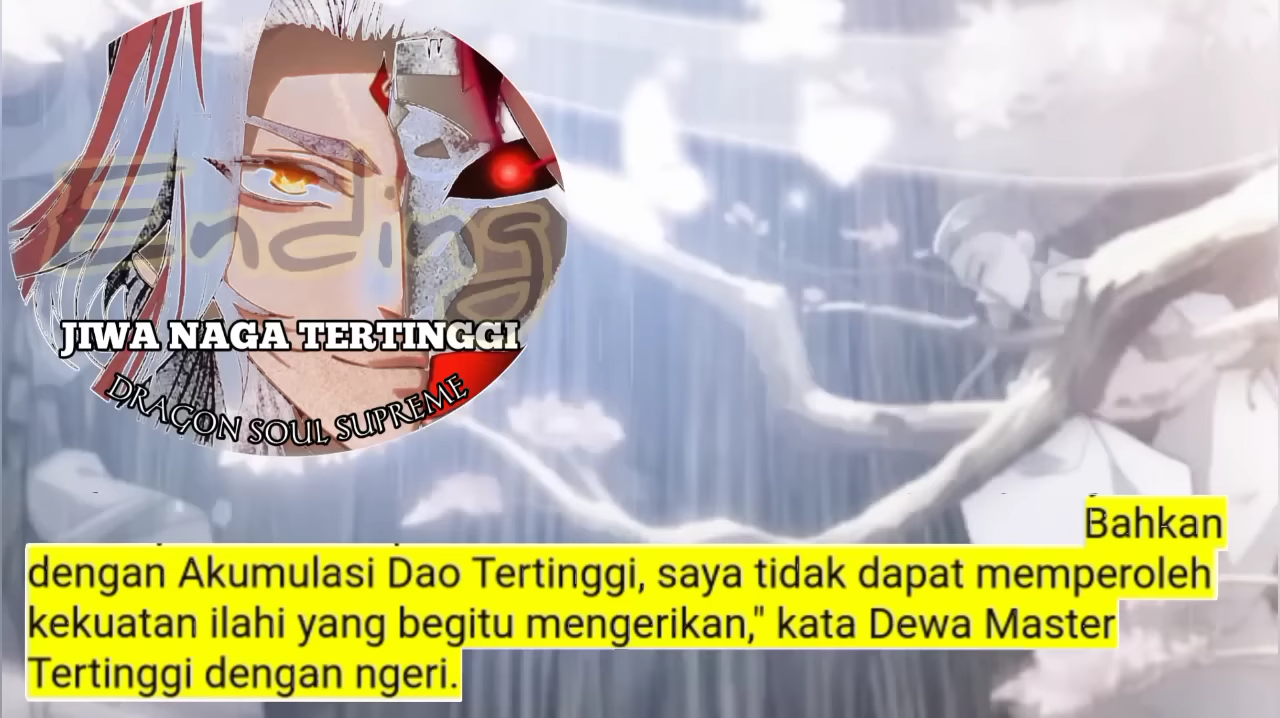 Ending
JIWA NAGA TERTINGGI
DRAGON SOUL SUPREME
Bahkan
dengan Akumulasi Dao Tertinggi, saya tidak dapat memperoleh
kekuatan ilahi yang begitu mengerikan," kata Dewa Master
Tertinggi dengan ngeri.